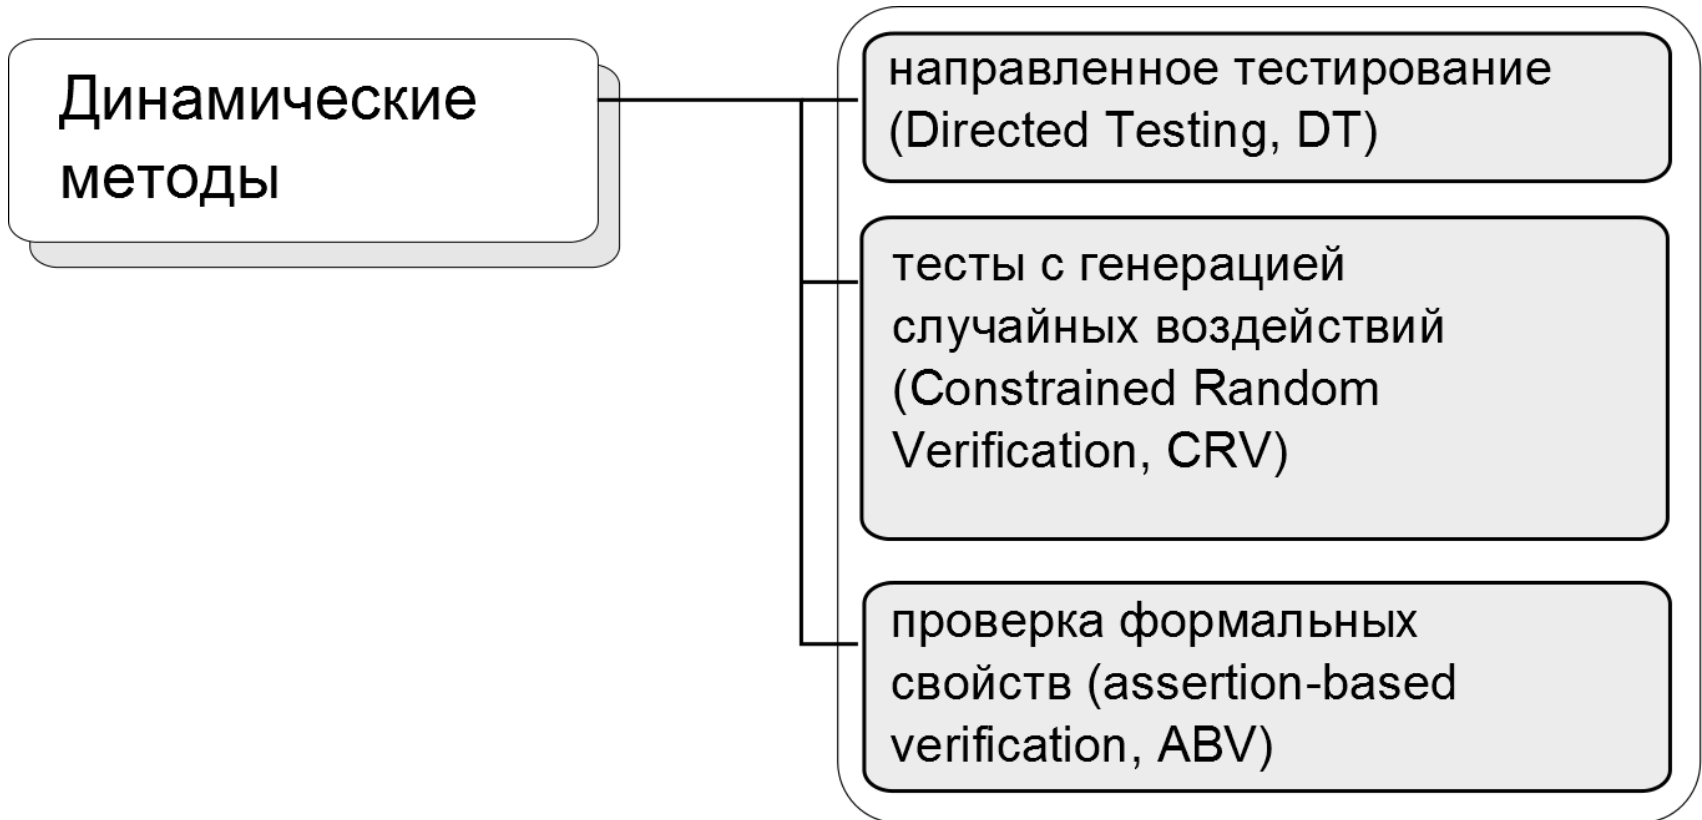 Динамические
методы
направленное тестирование
(Directed Testing, DT)
тесты с генерацией
случайных воздействий
(Constrained Random
Verification, CRV)
проверка формальных
свойств (assertion-based
verification, ABV)